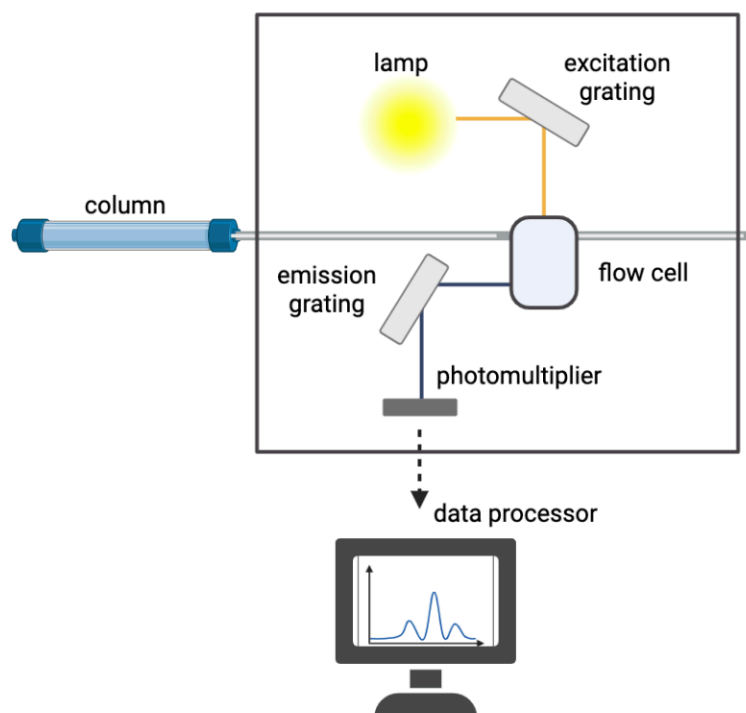 lamp
excitation
grating
column
emission
grating
flow cell
photomultiplier
data processor